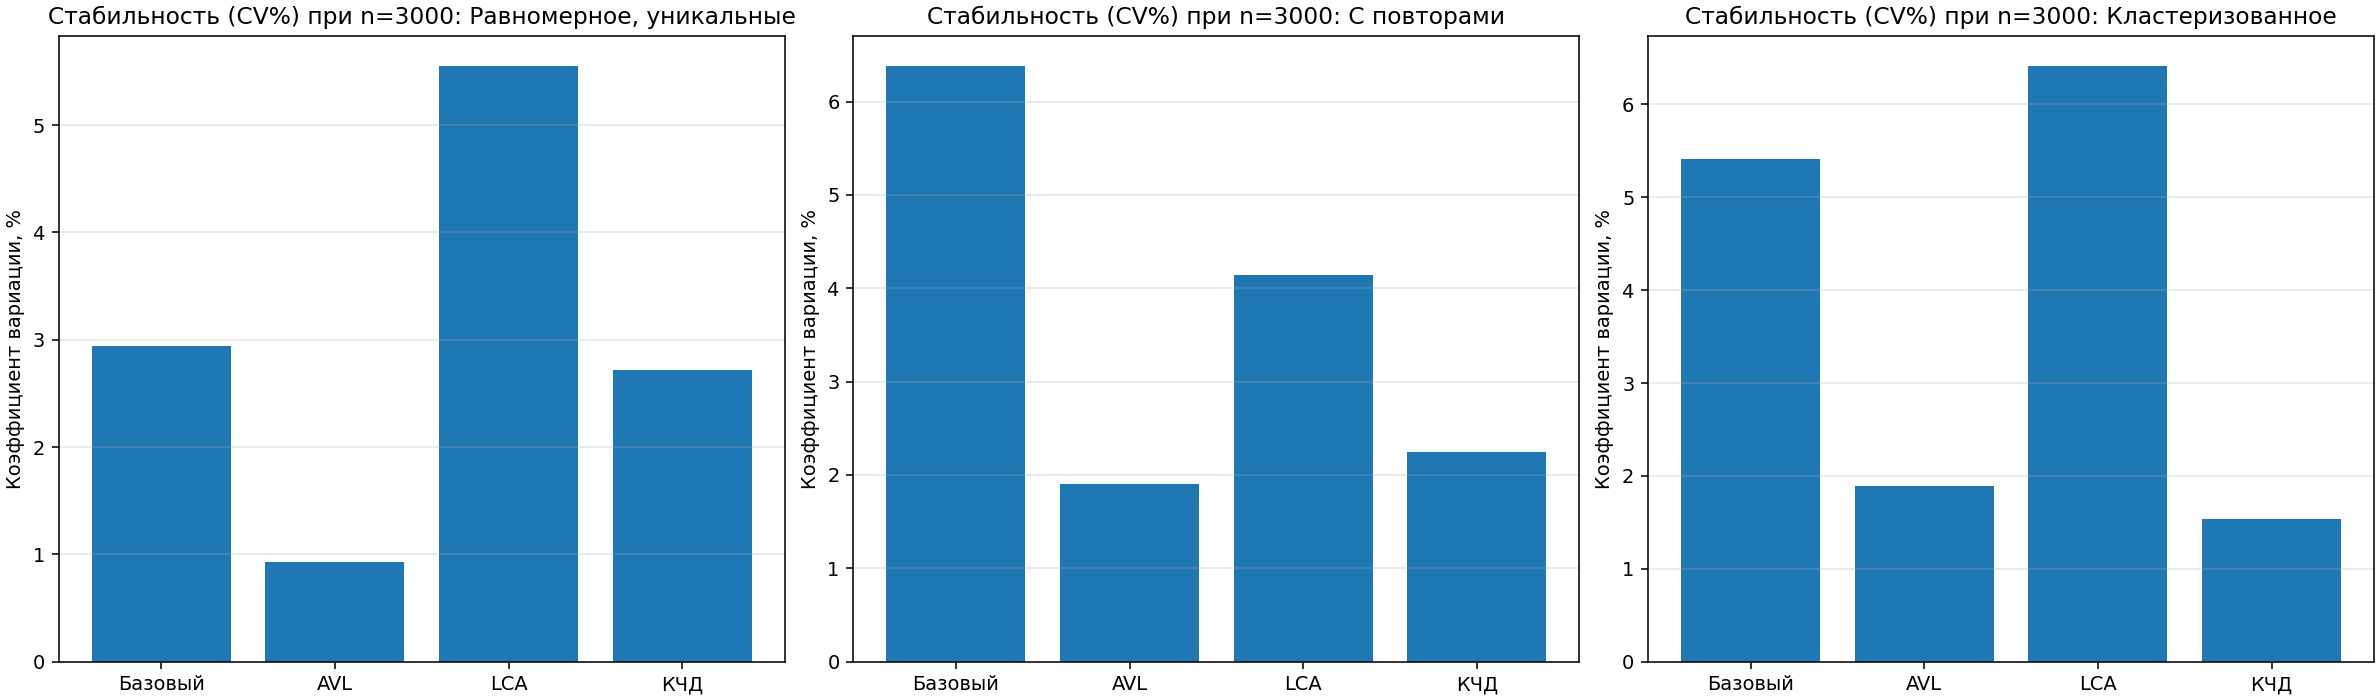 Стабильность (CV%) при n=3000: Равномерное, уникальные
Коэффициент вариации, %
5
4
3
2
1
0
Базовый AVL LCA КЧД
Стабильность (CV%) при n=3000: С повторами
Коэффициент вариации, %
6
5
4
3
2
1
0
Базовый AVL LCA КЧД
Стабильность (CV%) при n=3000: Кластеризованное
Коэффициент вариации, %
6
5
4
3
2
1
0
Базовый AVL LCA КЧД